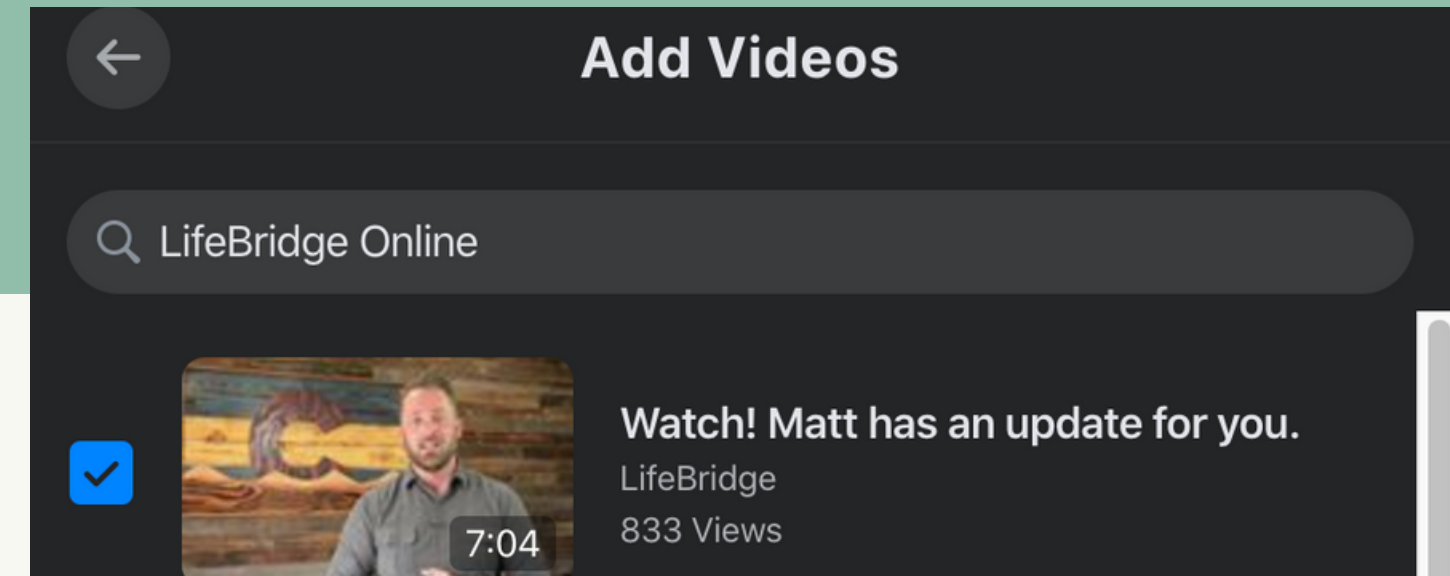 Add Videos
LifeBridge Online
Watch! Matt has an update for you.
LifeBridge
833 Views
7:04